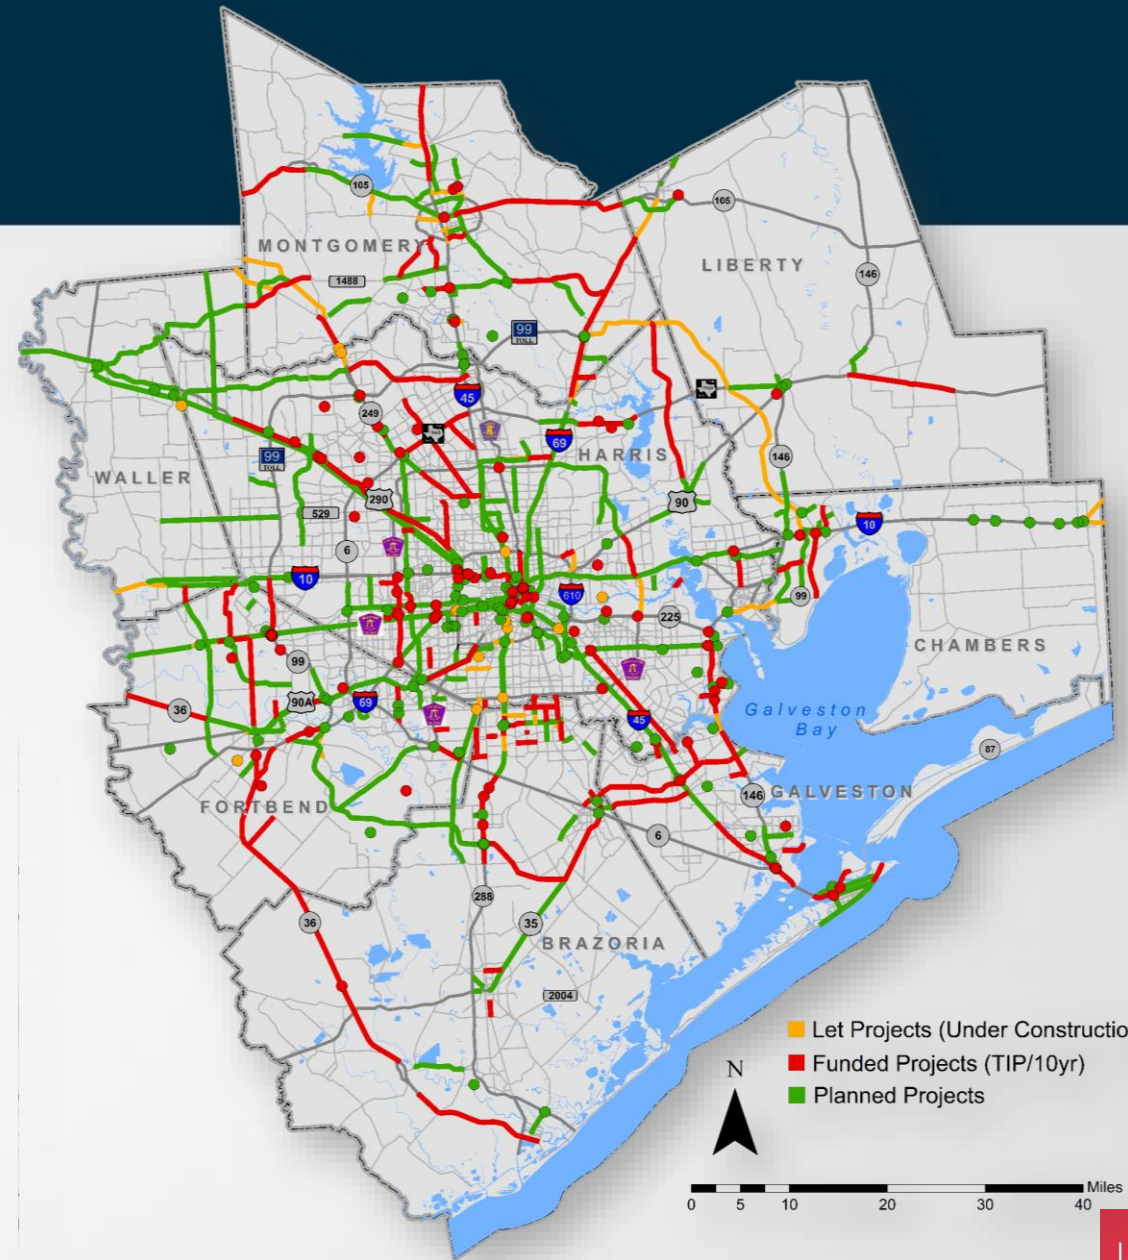 105
MONTGOMERY
105
LIBERTY
146
1488
99
TOLL
45
249
69
HARRIS
99
TOLL
WALLER
146
290
90
529
10
6
10
610
225
99
CHAMBERS
99
90A
69
36
45
Galveston
Bay
87
FORTBEND
146
GALVESTON
6
288
36
35
BRAZORIA
2004
Let Projects (Under Constructio
Funded Projects (TIP/10yr)
Planned Projects
N
Miles
0 5 10 20 30 40